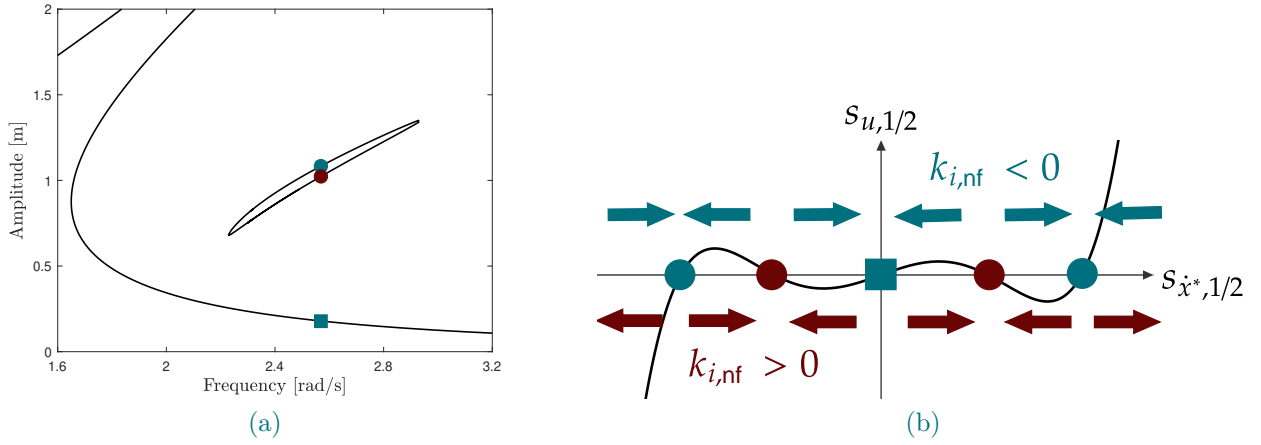 2
1.5
1
0.5
0
Amplitude [m]
1.6
2
2.4
2.8
3.2
Frequency [rad/s]
(a)
s_{u,1/2}
k_{i,nf} < 0
s_{ẋ*,1/2}
k_{i,nf} > 0
(b)